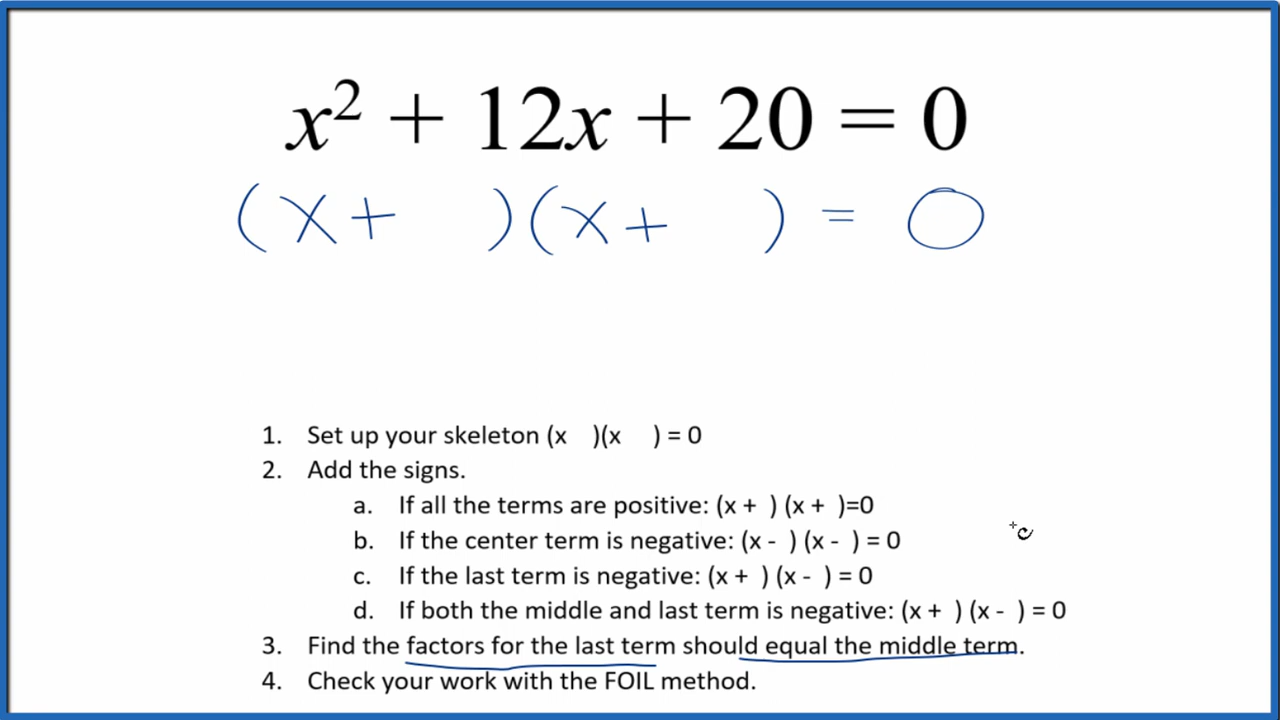 x² + 12x + 20 = 0
(x + )(x + ) = 0
1. Set up your skeleton (x )(x ) = 0
2. Add the signs.
a. If all the terms are positive: (x + ) (x + )=0
b. If the center term is negative: (x - ) (x - ) = 0
c. If the last term is negative: (x + ) (x - ) = 0
d. If both the middle and last term is negative: (x + ) (x - ) = 0
3. Find the factors for the last term should equal the middle term.
4. Check your work with the FOIL method.